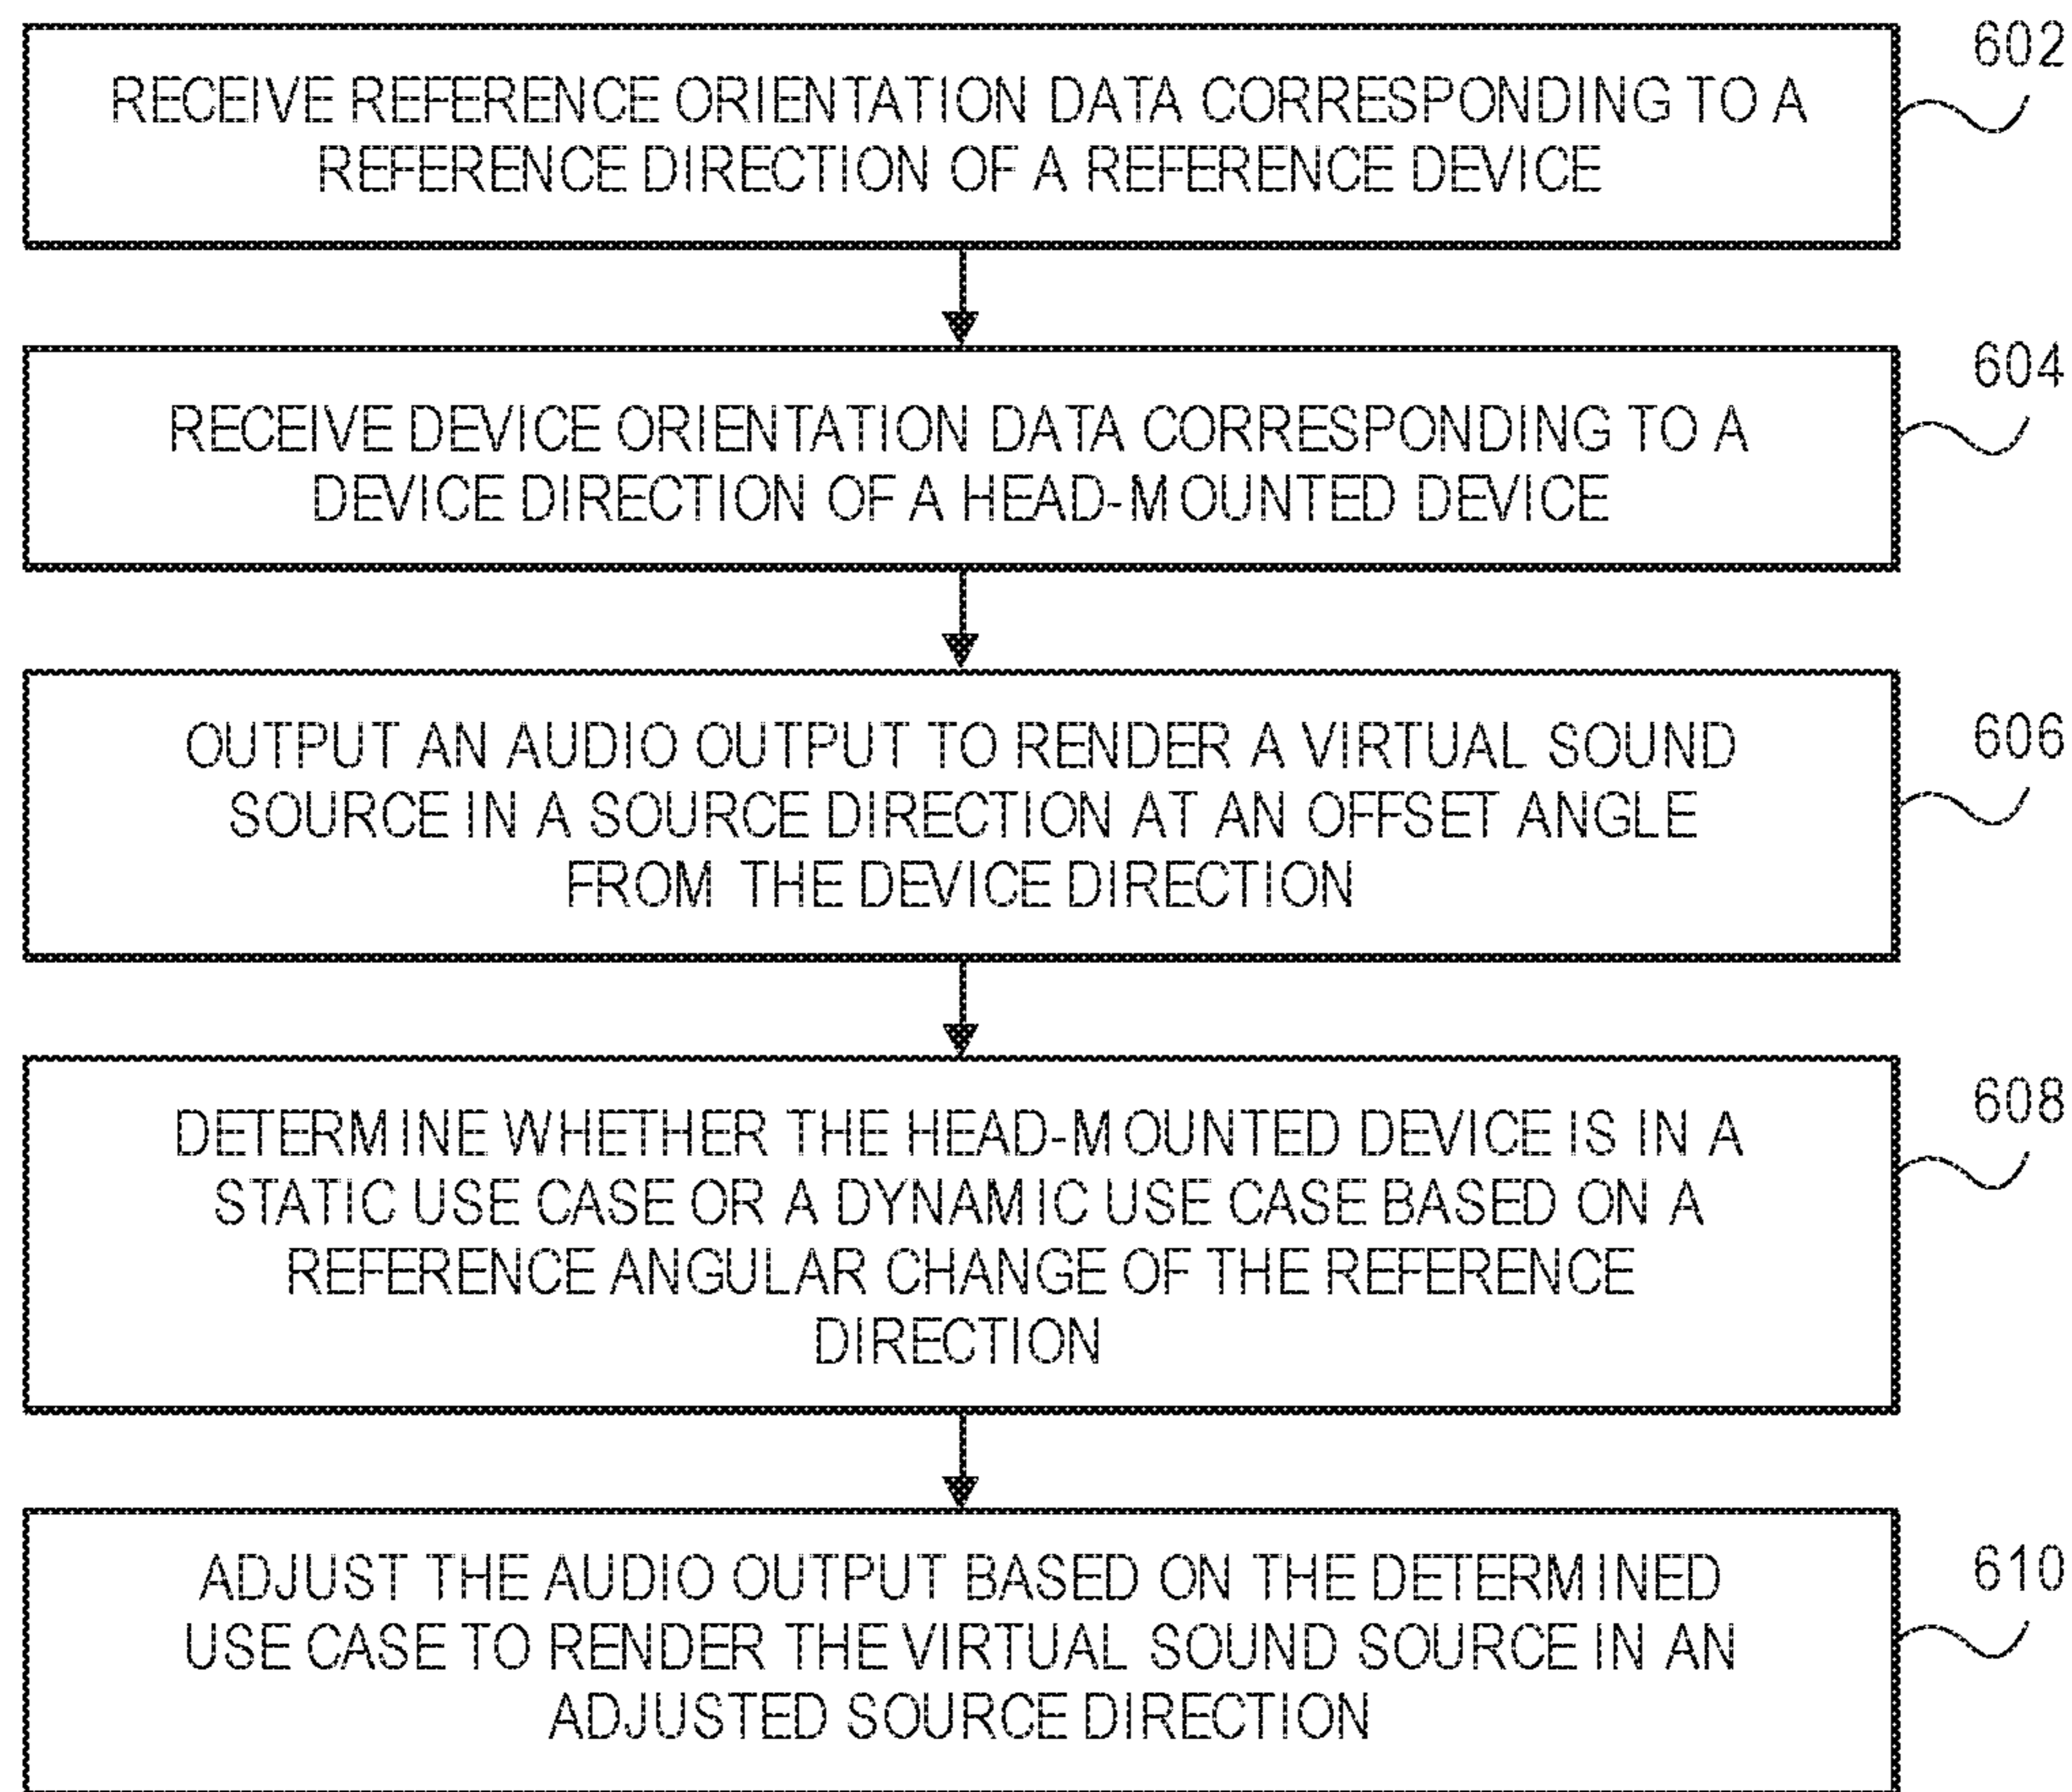 602
RECEIVE REFERENCE ORIENTATION DATA CORRESPONDING TO A
REFERENCE DIRECTION OF A REFERENCE DEVICE
604
RECEIVE DEVICE ORIENTATION DATA CORRESPONDING TO A
DEVICE DIRECTION OF A HEAD-MOUNTED DEVICE
606
OUTPUT AN AUDIO OUTPUT TO RENDER A VIRTUAL SOUND
SOURCE IN A SOURCE DIRECTION AT AN OFFSET ANGLE
FROM THE DEVICE DIRECTION
608
DETERMINE WHETHER THE HEAD-MOUNTED DEVICE IS IN A
STATIC USE CASE OR A DYNAMIC USE CASE BASED ON A
REFERENCE ANGULAR CHANGE OF THE REFERENCE
DIRECTION
610
ADJUST THE AUDIO OUTPUT BASED ON THE DETERMINED
USE CASE TO RENDER THE VIRTUAL SOUND SOURCE IN AN
ADJUSTED SOURCE DIRECTION